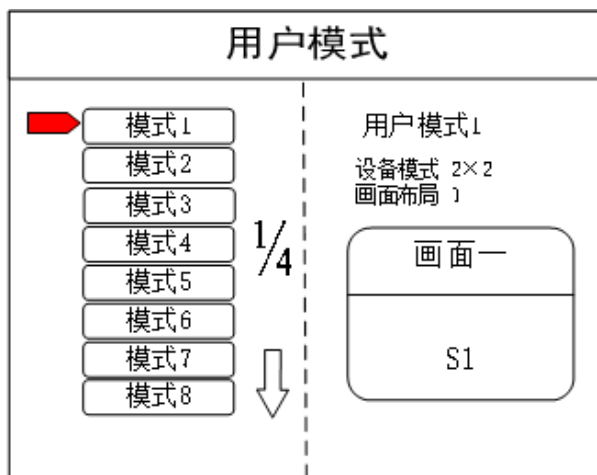 用户模式
模式1
模式2
模式3
模式4
模式5
模式6
模式7
模式8
1/4
用户模式1
设备模式 2×2
画面布局 1
画面一
S1